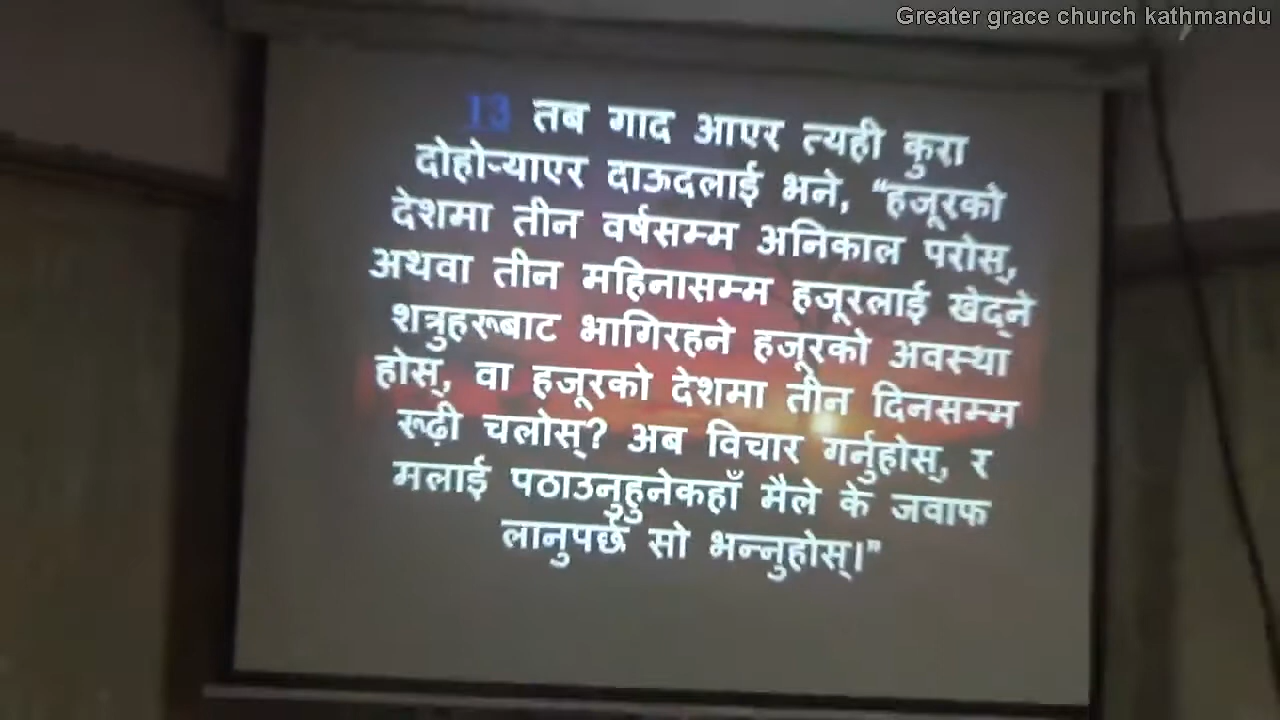 Greater grace church kathmandu
13 तब गाद आएर त्यही कुरा
दोहोर्‍याएर दाऊदलाई भने, “हजूरको
देशमा तीन वर्षसम्म अनिकाल परोस्,
अथवा तीन महिनासम्म हजूरलाई खेद्‌ने
शत्रुहरूबाट भागिरहने हजूरको अवस्था
होस्, वा हजूरको देशमा तीन दिनसम्म
रूढ़ी चलोस्? अब विचार गर्नुहोस्, र
मलाई पठाउनुहुनेकहाँ मैले के जवाफ
लानुपर्छ सो भन्नुहोस्।”